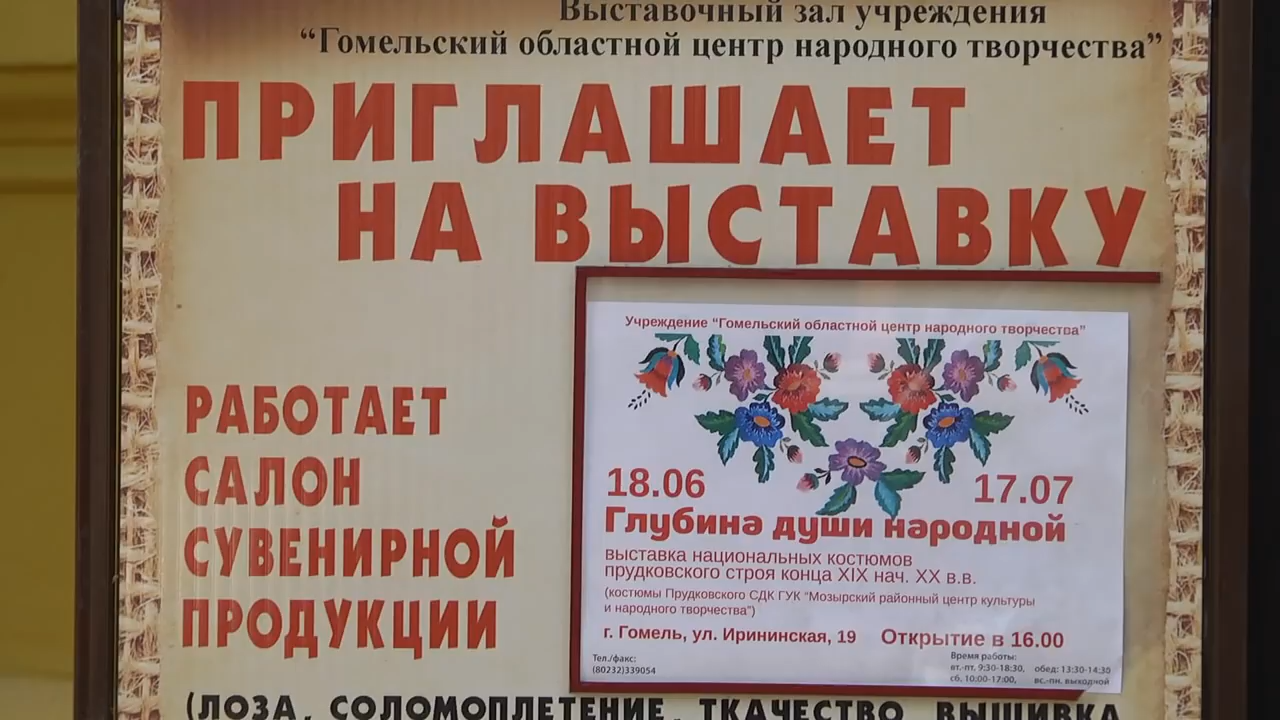 Выставочный зал учреждения
“Гомельский областной центр народного творчества”
ПРИГЛАШАЕТ
НА ВЫСТАВКУ
РАБОТАЕТ
САЛОН
СУВЕНИРНОЙ
ПРОДУКЦИИ
(ЛОЗА, СОЛОМОПЛЕТЕНИЕ, ТКАЧЕСТВО, ВЫШИВКА
Учреждение “Гомельский областной центр народного творчества”
18.06 17.07
Глубина души народной
выставка национальных костюмов
прудковского строя конца XIX нач. XX в.в.
(костюмы Прудковского СДК ГУК “Мозырский районный центр культуры
и народного творчества”)
г. Гомель, ул. Ирининская, 19 Открытие в 16.00
Тел./факс:
(80232)339054
Время работы:
вт.-пт. 9:30-18:30, обед: 13:30-14:30
сб. 10:00-17:00, вс.-пн. выходной